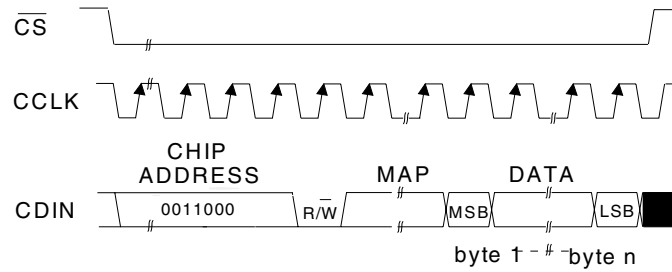 CS
CCLK
CHIP
ADDRESS
MAP
DATA
CDIN
0011000
R/W
MSB
LSB
byte 1
byte n